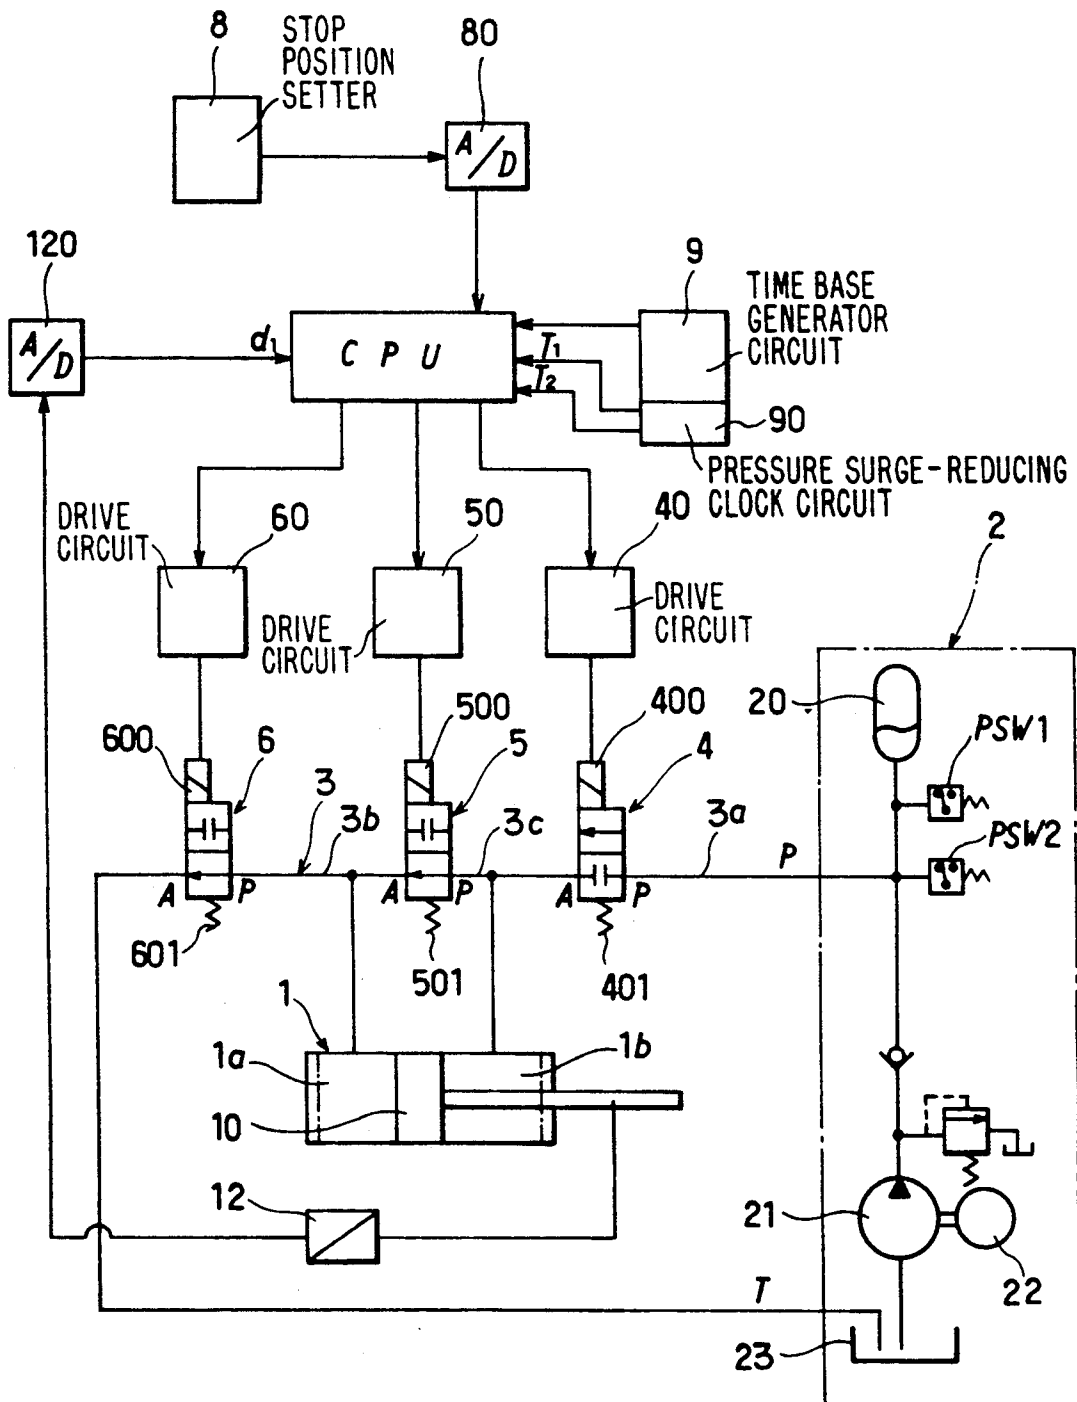 8
STOP
POSITION
SETTER
80
A/D
120
A/D
d1
C P U
T1
T2
9
TIME BASE
GENERATOR
CIRCUIT
90
PRESSURE SURGE-REDUCING
CLOCK CIRCUIT
DRIVE
CIRCUIT
60
50
DRIVE
CIRCUIT
40
DRIVE
CIRCUIT
2
600
6
500
5
400
4
20
PSW1
PSW2
3
3b
3c
3a
P
A
P
A
P
A
P
601
501
401
1
1a
1b
10
12
21
22
T
23